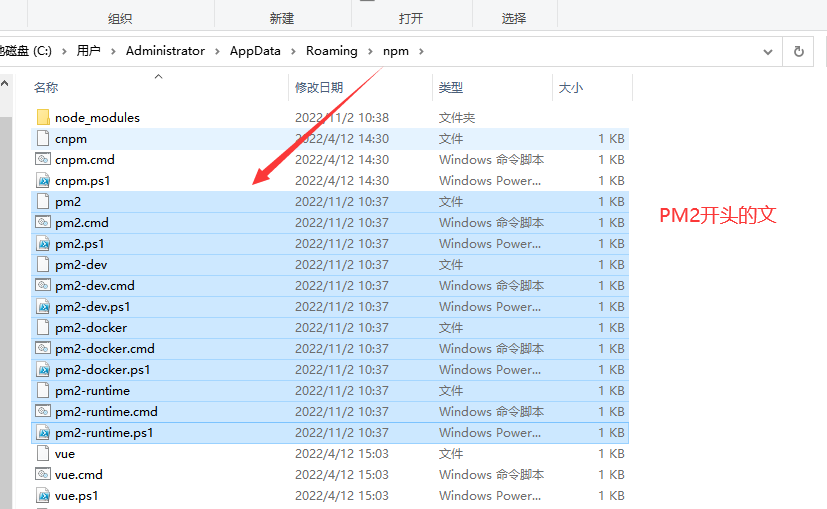 组织 新建 打开 选择
地磁盘 (C:) › 用户 › Administrator › AppData › Roaming › npm ›
名称 修改日期 类型 大小
node_modules 2022/11/2 10:38 文件夹
cnpm 2022/4/12 14:30 文件 1 KB
cnpm.cmd 2022/4/12 14:30 Windows 命令脚本 1 KB
cnpm.ps1 2022/4/12 14:30 Windows Power... 1 KB
pm2 2022/11/2 10:37 文件 1 KB
pm2.cmd 2022/11/2 10:37 Windows 命令脚本 1 KB
PM2开头的文
pm2.ps1 2022/11/2 10:37 Windows Power... 1 KB
pm2-dev 2022/11/2 10:37 文件 1 KB
pm2-dev.cmd 2022/11/2 10:37 Windows 命令脚本 1 KB
pm2-dev.ps1 2022/11/2 10:37 Windows Power... 1 KB
pm2-docker 2022/11/2 10:37 文件 1 KB
pm2-docker.cmd 2022/11/2 10:37 Windows 命令脚本 1 KB
pm2-docker.ps1 2022/11/2 10:37 Windows Power... 1 KB
pm2-runtime 2022/11/2 10:37 文件 1 KB
pm2-runtime.cmd 2022/11/2 10:37 Windows 命令脚本 1 KB
pm2-runtime.ps1 2022/11/2 10:37 Windows Power... 1 KB
vue 2022/4/12 15:03 文件 1 KB
vue.cmd 2022/4/12 15:03 Windows 命令脚本 1 KB
vue.ps1 2022/4/12 15:03 Windows Power... 1 KB